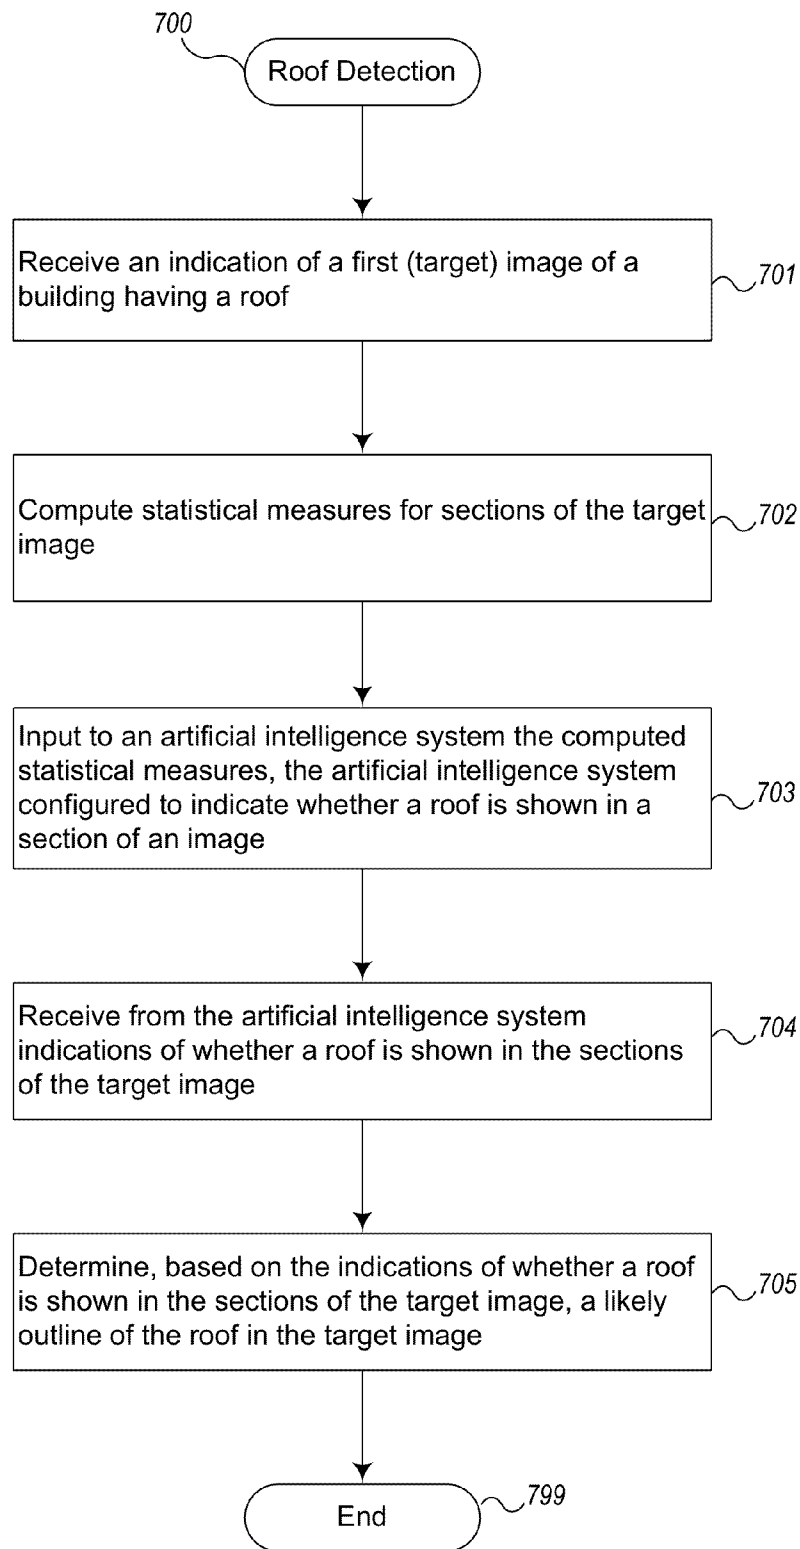 700
Roof Detection
Receive an indication of a first (target) image of a
building having a roof
701
Compute statistical measures for sections of the target
image
702
Input to an artificial intelligence system the computed
statistical measures, the artificial intelligence system
configured to indicate whether a roof is shown in a
section of an image
703
Receive from the artificial intelligence system
indications of whether a roof is shown in the sections
of the target image
704
Determine, based on the indications of whether a roof
is shown in the sections of the target image, a likely
outline of the roof in the target image
705
End
799